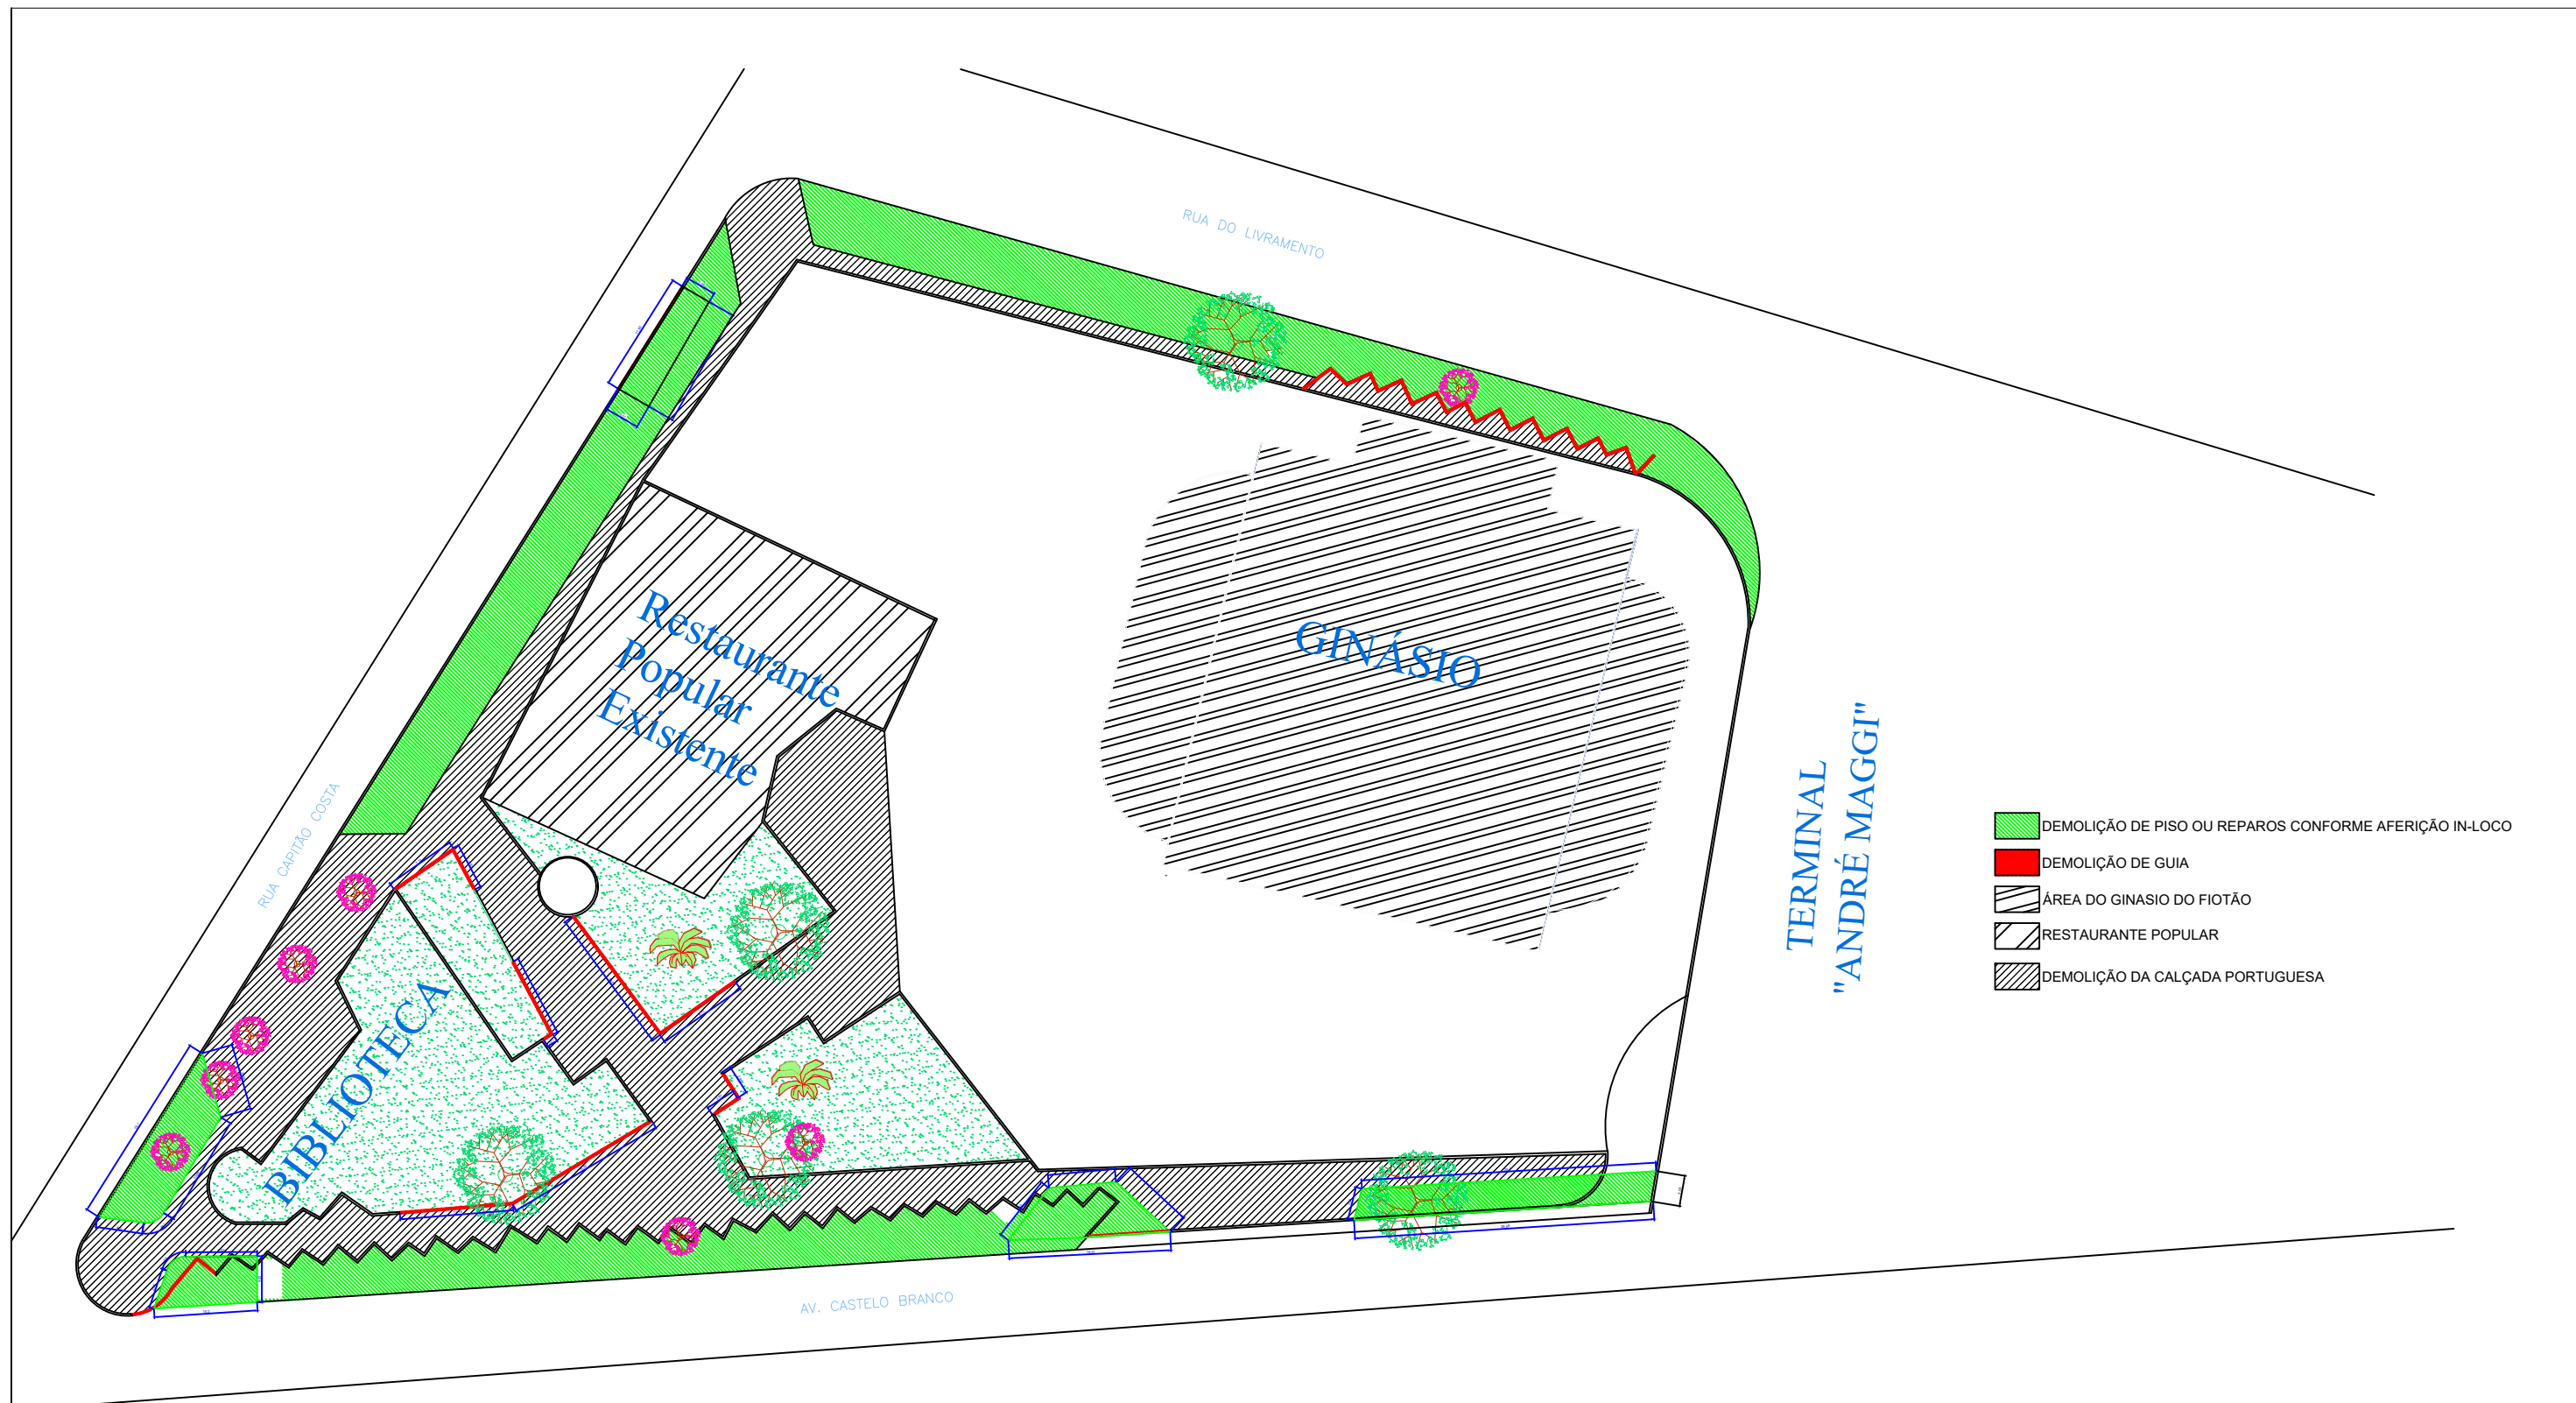 RUA DO LIVRAMENTO
Restaurante
Popular
Existente
GINÁSIO
TERMINAL
"ANDRÉ MAGGI"
RUA CAPITÃO COSTA
BIBLIOTECA
AV. CASTELO BRANCO
DEMOLIÇÃO DE PISO OU REPAROS CONFORME AFERIÇÃO IN-LOCO
DEMOLIÇÃO DE GUIA
ÁREA DO GINASIO DO FIOTÃO
RESTAURANTE POPULAR
DEMOLIÇÃO DA CALÇADA PORTUGUESA